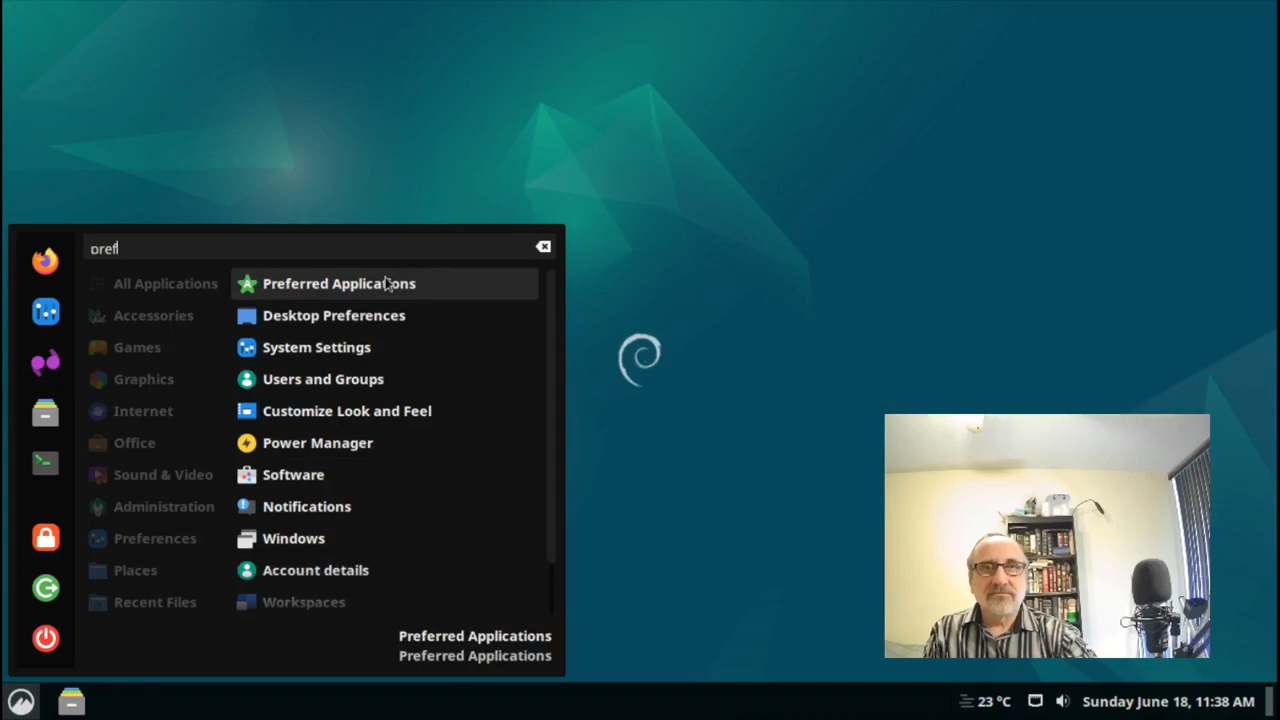 pref
All Applications
Accessories
Games
Graphics
Internet
Office
Sound & Video
Administration
Preferences
Places
Recent Files
Preferred Applications
Desktop Preferences
System Settings
Users and Groups
Customize Look and Feel
Power Manager
Software
Notifications
Windows
Account details
Workspaces
Preferred Applications
Preferred Applications
23 °C
Sunday June 18, 11:38 AM